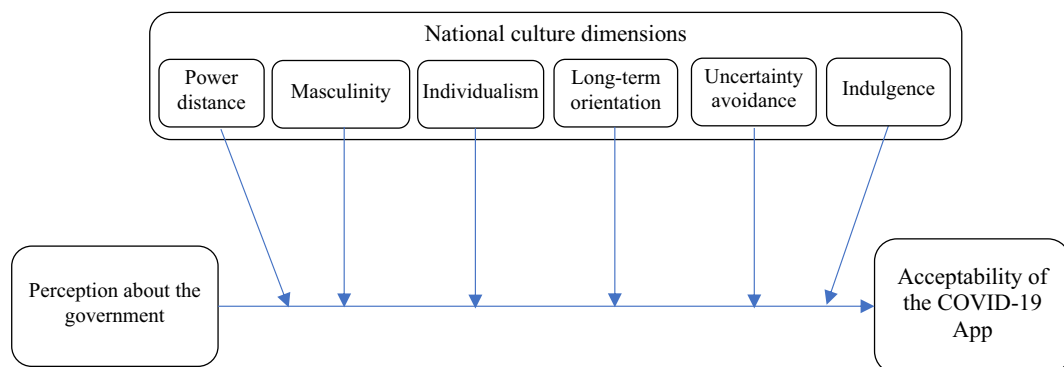 National culture dimensions
Power
distance
Masculinity
Individualism
Long-term
orientation
Uncertainty
avoidance
Indulgence
Perception about the
government
Acceptability of
the COVID-19
App